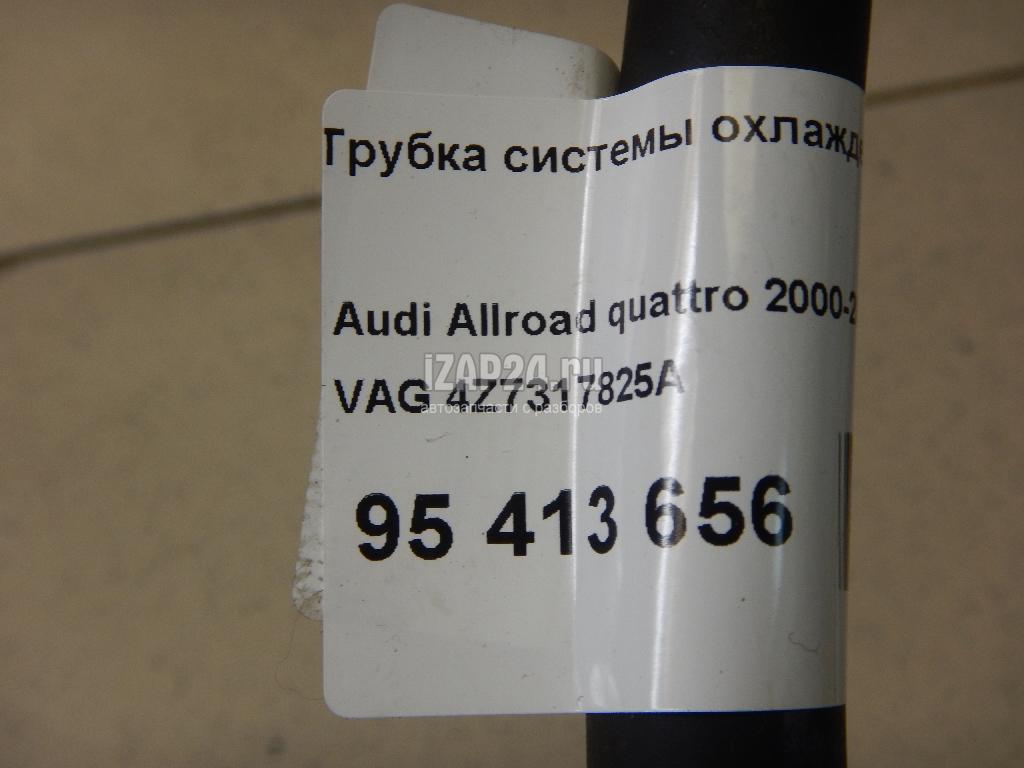 Трубка системы охлажд
Audi Allroad quattro 2000-2
iZAP24.ru
VAG 4Z7317825A
автозапчасти с разборов
95 413 656